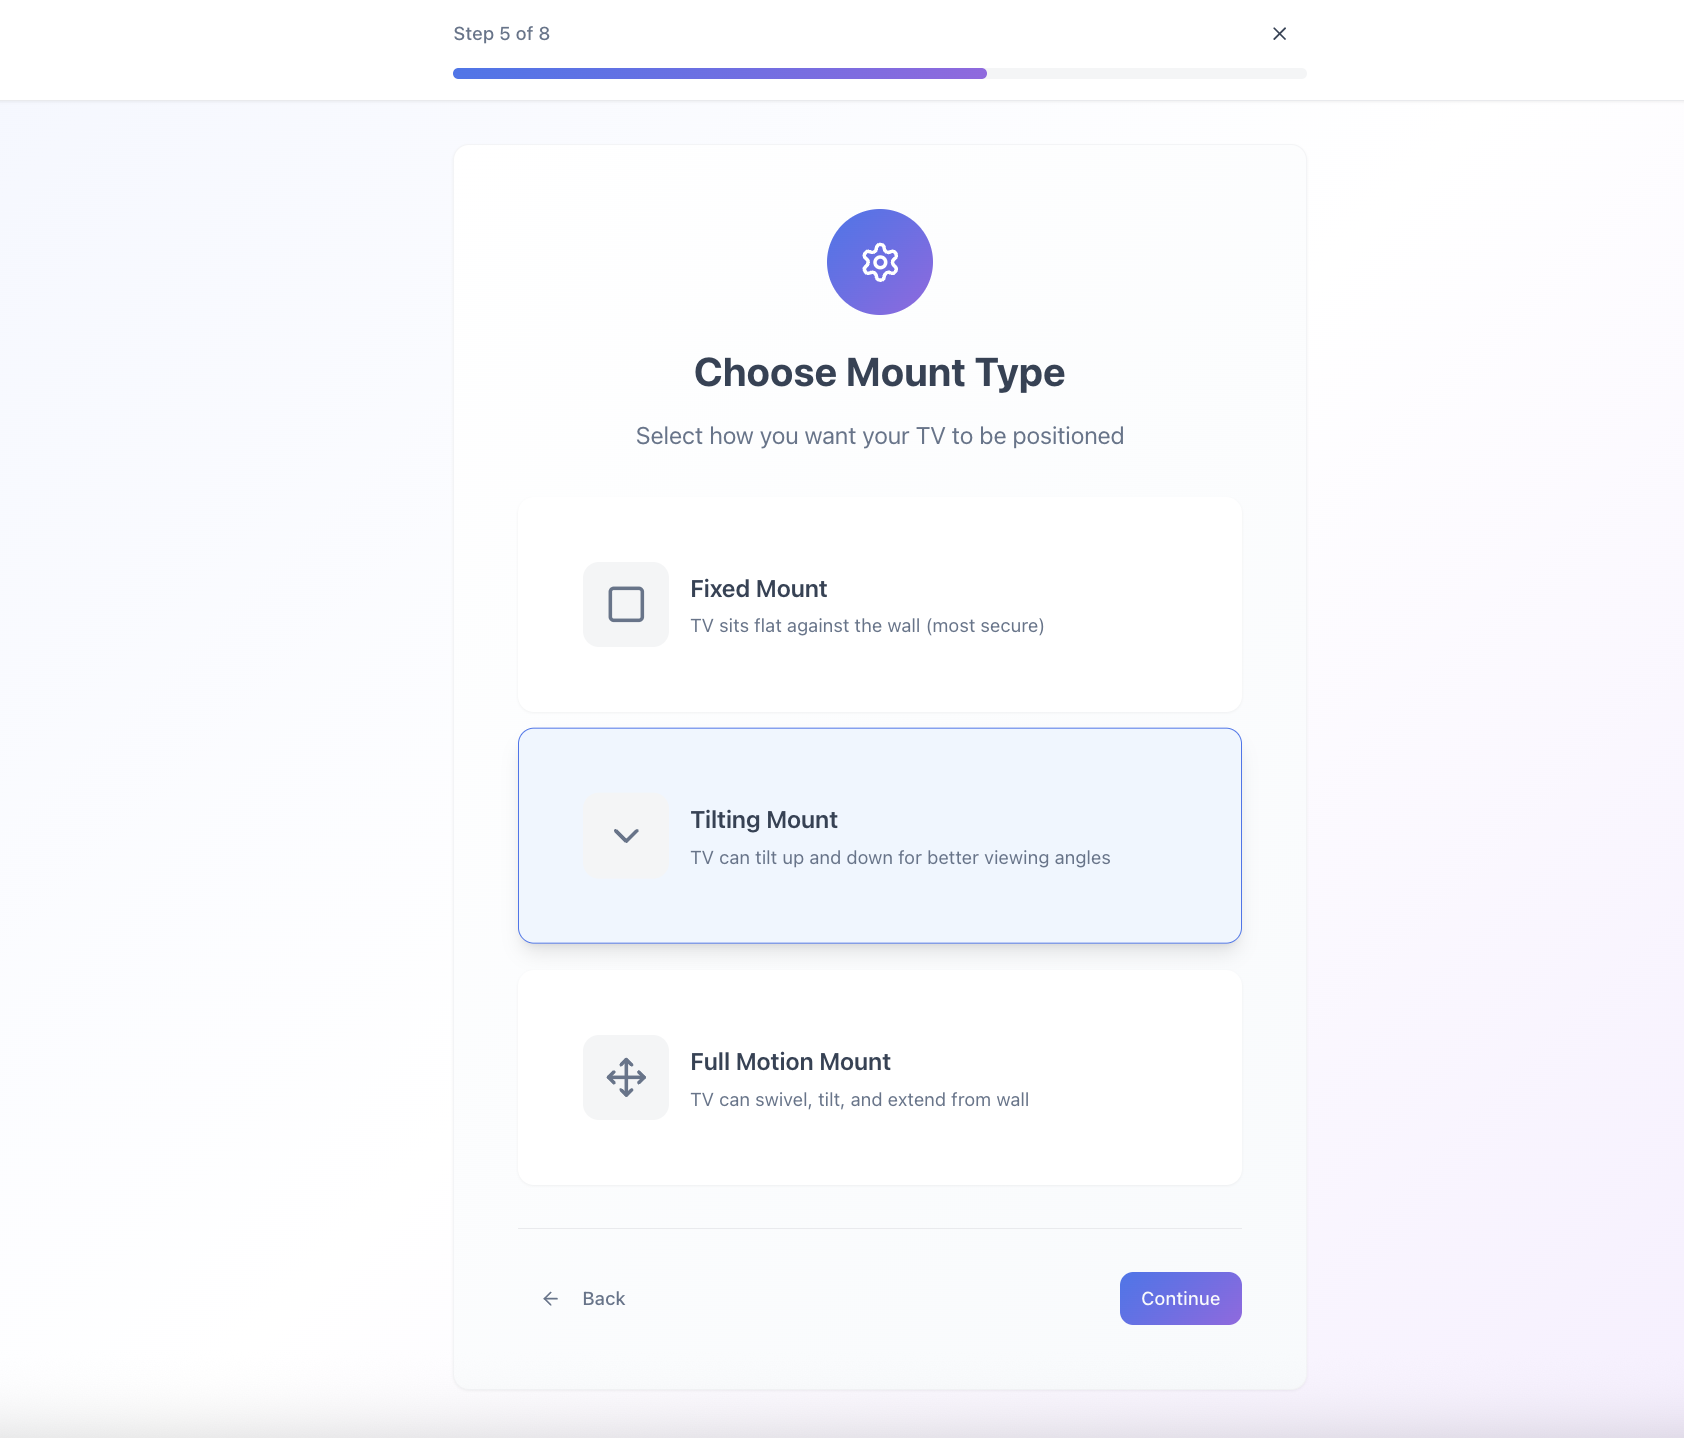 Step 5 of 8
Choose Mount Type
Select how you want your TV to be positioned
Fixed Mount
TV sits flat against the wall (most secure)
Tilting Mount
TV can tilt up and down for better viewing angles
Full Motion Mount
TV can swivel, tilt, and extend from wall
Back
Continue